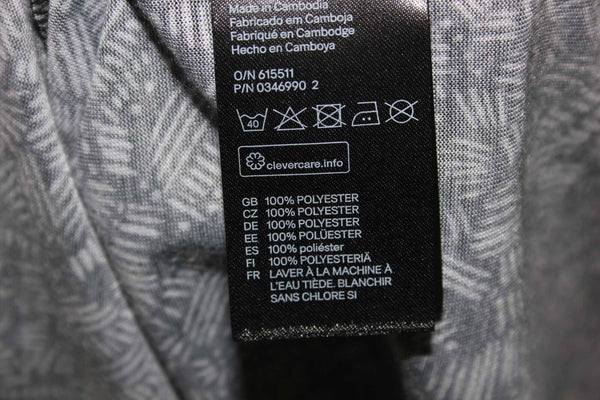 Made in Cambodia
Fabricado em Camboja
Fabriqué en Cambodge
Hecho en Camboya
O/N 615511
P/N 0346990 2
40
clevercare.info
GB 100% POLYESTER
CZ 100% POLYESTER
DE 100% POLYESTER
EE 100% POLÜESTER
ES 100% poliéster
FI 100% POLYESTERIÄ
FR LAVER À LA MACHINE À
L'EAU TIÈDE. BLANCHIR
SANS CHLORE SI